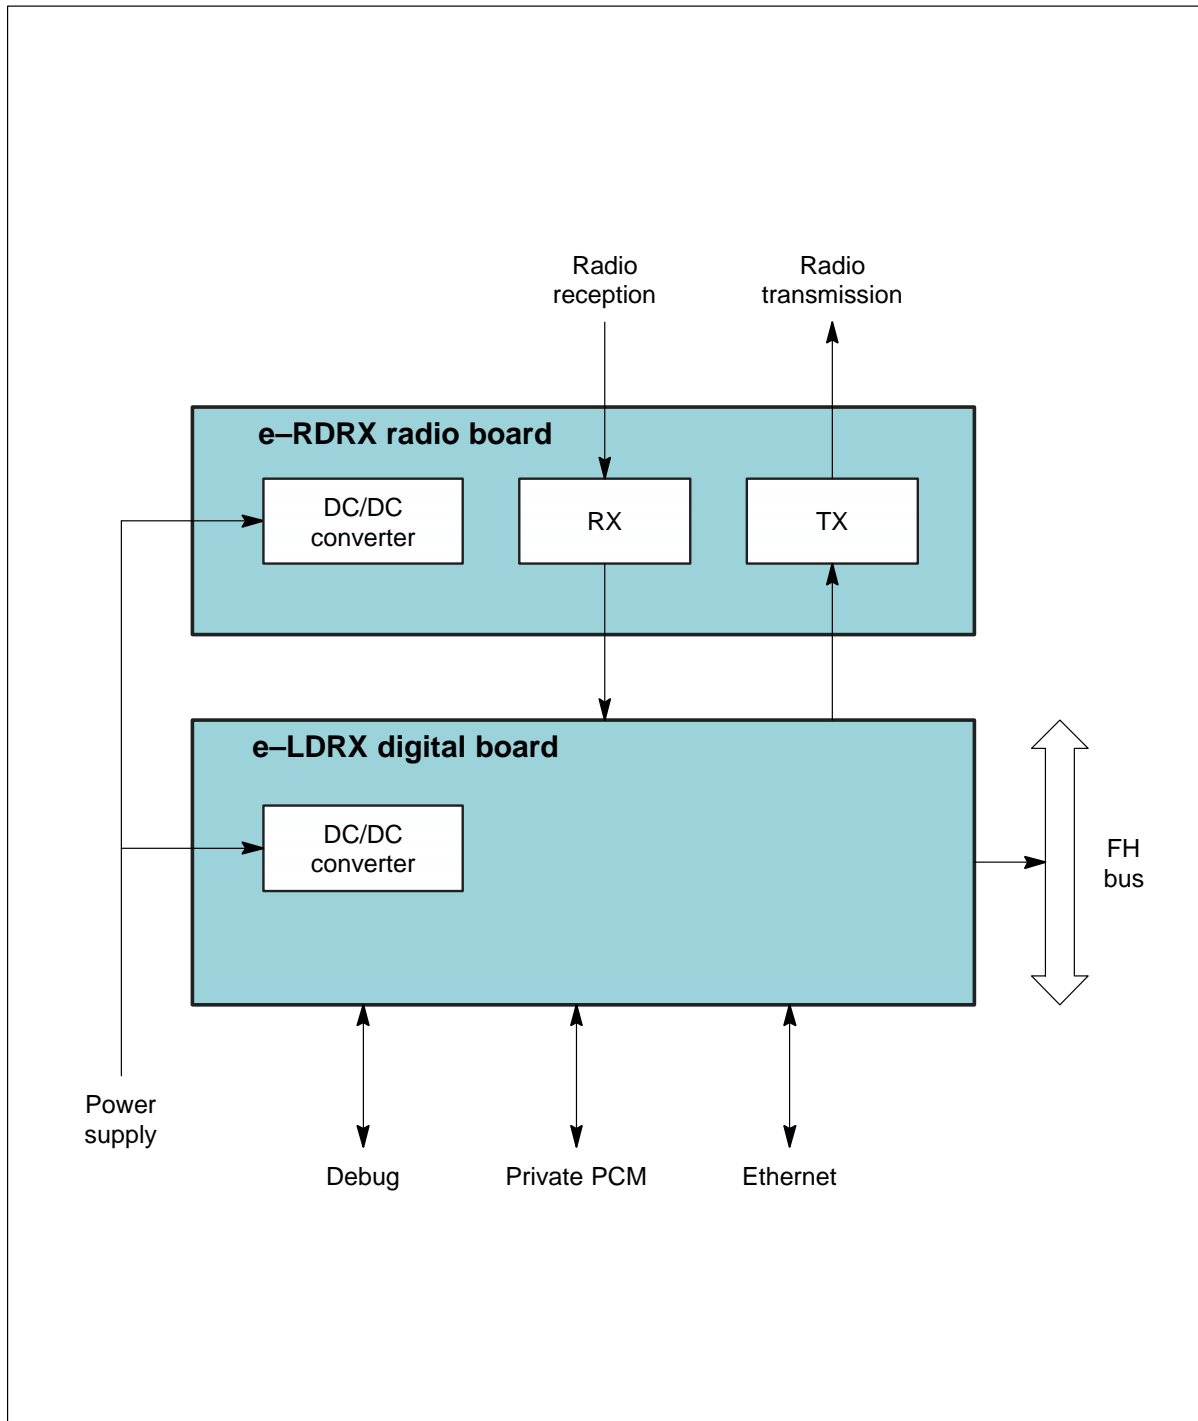 Radio
reception
Radio
transmission
e–RDRX radio board
DC/DC
converter
RX
TX
e–LDRX digital board
DC/DC
converter
FH
bus
Power
supply
Debug
Private PCM
Ethernet